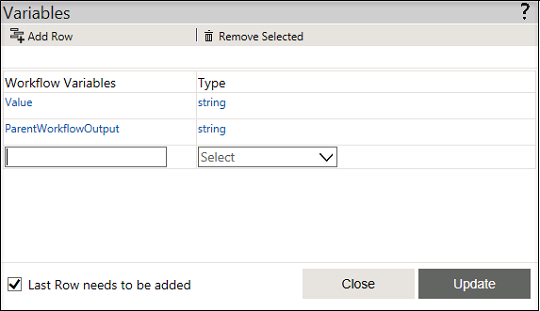 Variables ?
Add Row Remove Selected
Workflow Variables Type
Value string
ParentWorkflowOutput string
Select
Last Row needs to be added Close Update